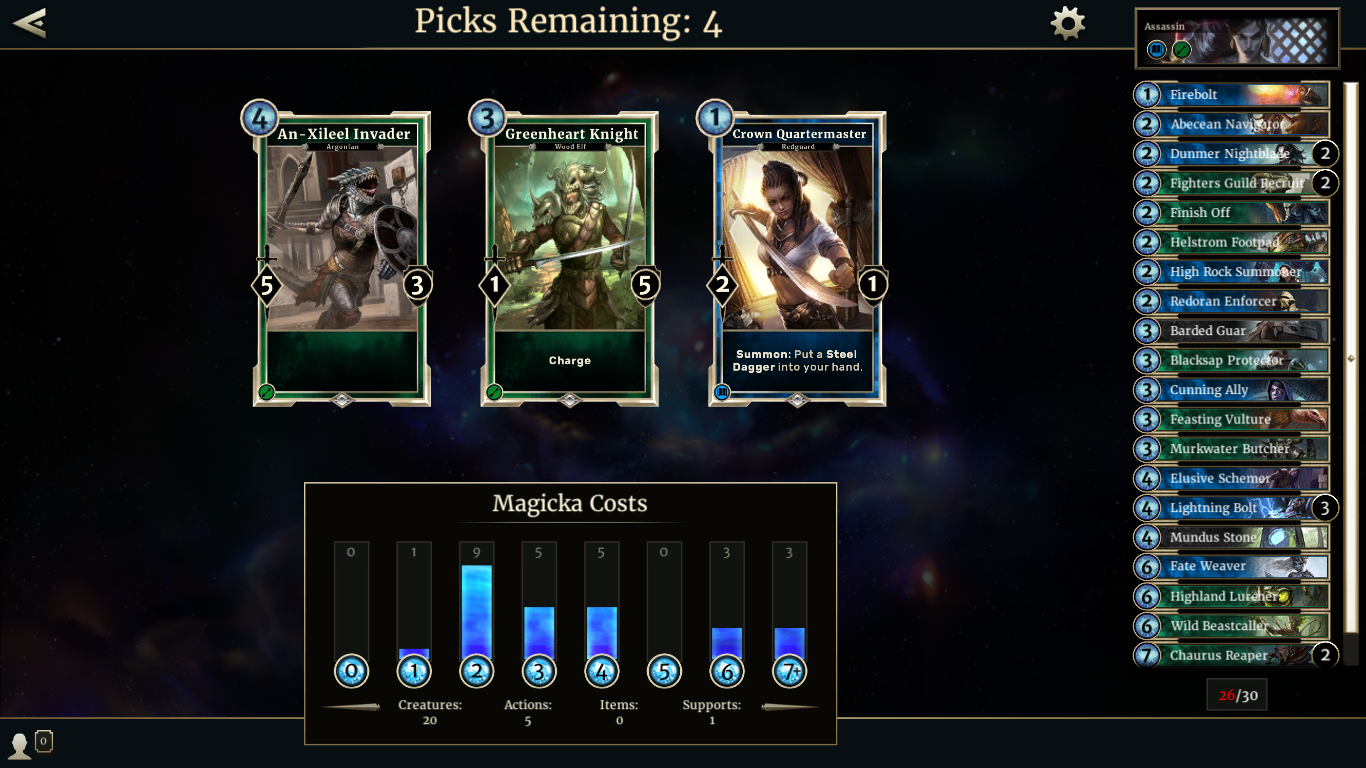 Picks Remaining: 4
Assassin
4
An-Xileel Invader
Argonian
5
3
3
Greenheart Knight
Wood Elf
1
5
Charge
1
Crown Quartermaster
Redguard
2
1
Summon: Put a Steel
Dagger into your hand.
1 Firebolt
2 Abecean Navigator
2 Dunmer Nightblade 2
2 Fighters Guild Recruit 2
2 Finish Off
2 Helstrom Footpad
2 High Rock Summoner
2 Redoran Enforcer
3 Barded Guar
3 Blacksap Protector
3 Cunning Ally
3 Feasting Vulture
3 Murkwater Butcher
4 Elusive Schemer
4 Lightning Bolt 3
4 Mundus Stone
6 Fate Weaver
6 Highland Lurcher
6 Wild Beastcaller
7 Chaurus Reaper 2
26/30
Magicka Costs
0 1 9 5 5 0 3 3
0 1 2 3 4 5 6 7+
Creatures: Actions: Items: Supports:
20 5 0 1
0